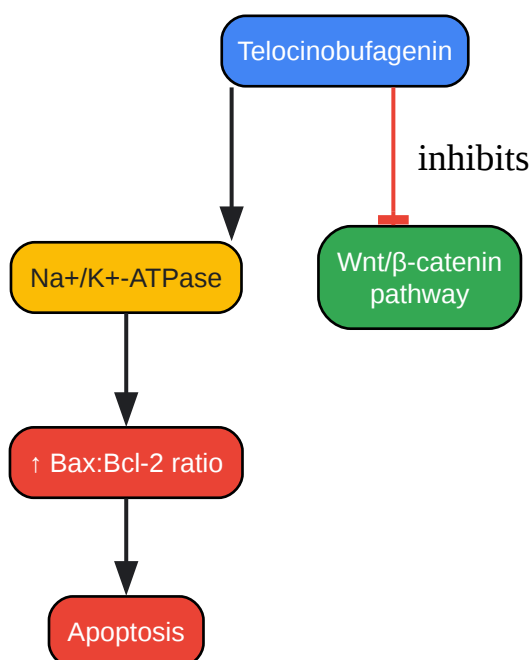 Telocinobufagenin
inhibits
Na+/K+-ATPase
Wnt/β-catenin
pathway
↑ Bax:Bcl-2 ratio
Apoptosis